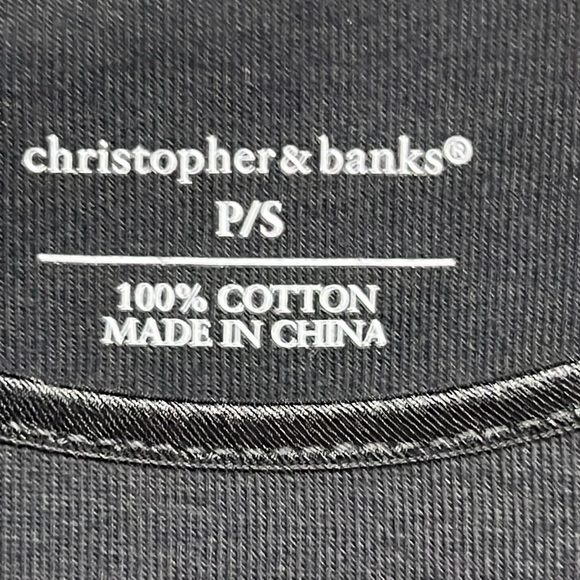 christopher & banks®
P/S
100% COTTON
MADE IN CHINA